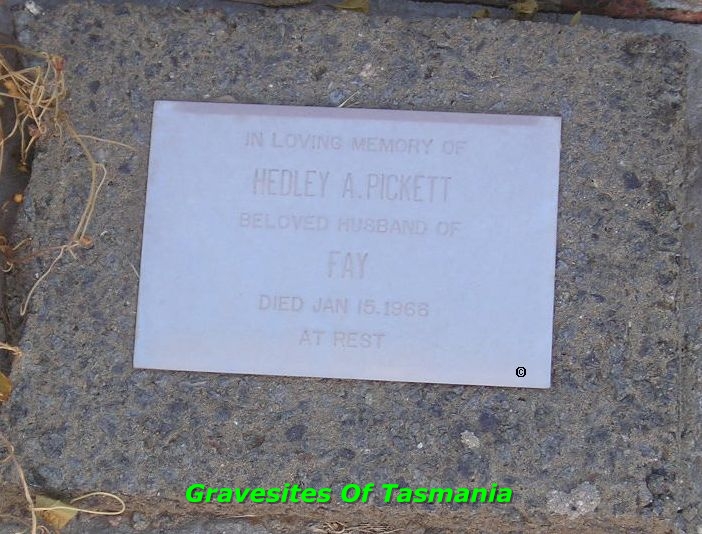 IN LOVING MEMORY OF
HEDLEY A. PICKETT
BELOVED HUSBAND OF
FAY
DIED JAN 15. 1966
AT REST
©
Gravesites Of Tasmania